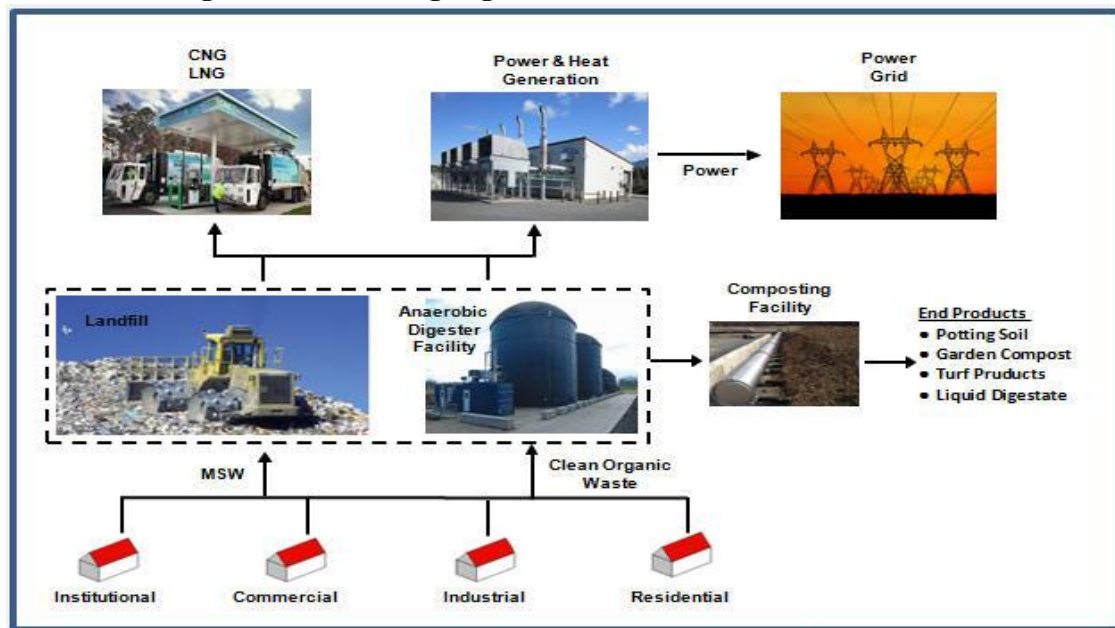 CNG
LNG
Power & Heat
Generation
Power
Grid
Power
Landfill
Anaerobic
Digester
Facility
Composting
Facility
End Products
• Potting Soil
• Garden Compost
• Turf Pruducts
• Liquid Digestate
MSW
Clean Organic
Waste
Institutional
Commercial
Industrial
Residential